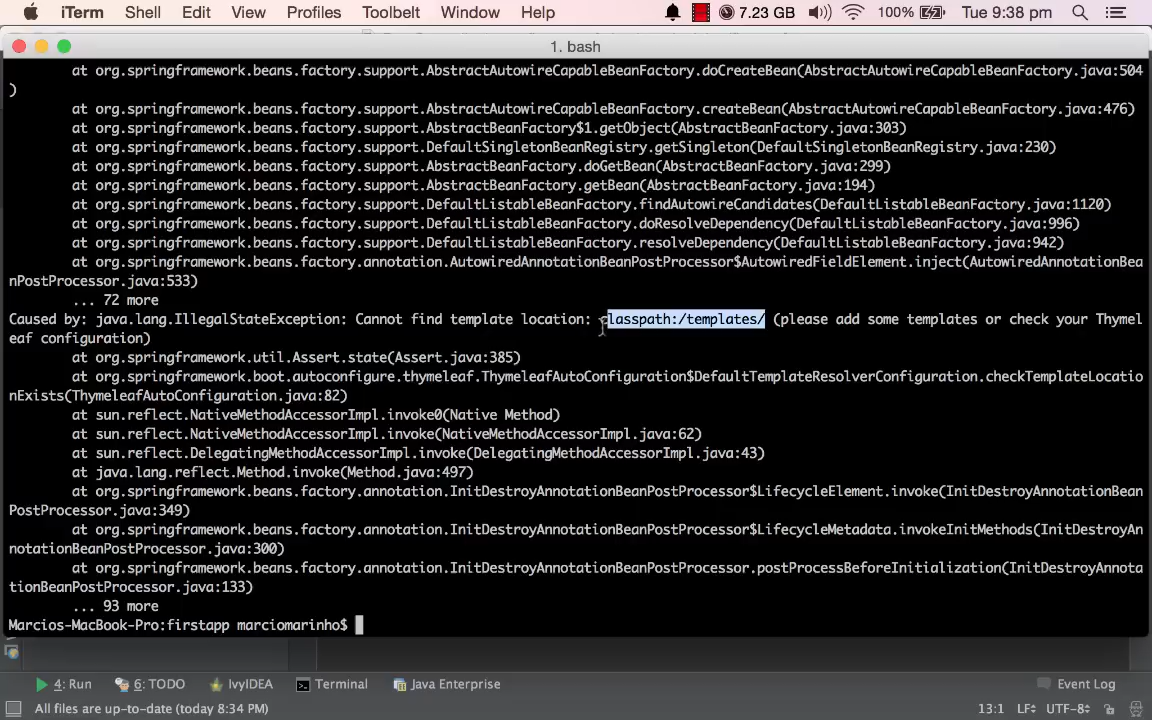 iTerm Shell Edit View Profiles Toolbelt Window Help 7.23 GB 100% Tue 9:38 pm
1. bash
at org.springframework.beans.factory.support.AbstractAutowireCapableBeanFactory.doCreateBean(AbstractAutowireCapableBeanFactory.java:504
)
at org.springframework.beans.factory.support.AbstractAutowireCapableBeanFactory.createBean(AbstractAutowireCapableBeanFactory.java:476)
at org.springframework.beans.factory.support.AbstractBeanFactory$1.getObject(AbstractBeanFactory.java:303)
at org.springframework.beans.factory.support.DefaultSingletonBeanRegistry.getSingleton(DefaultSingletonBeanRegistry.java:230)
at org.springframework.beans.factory.support.AbstractBeanFactory.doGetBean(AbstractBeanFactory.java:299)
at org.springframework.beans.factory.support.AbstractBeanFactory.getBean(AbstractBeanFactory.java:194)
at org.springframework.beans.factory.support.DefaultListableBeanFactory.findAutowireCandidates(DefaultListableBeanFactory.java:1120)
at org.springframework.beans.factory.support.DefaultListableBeanFactory.doResolveDependency(DefaultListableBeanFactory.java:996)
at org.springframework.beans.factory.support.DefaultListableBeanFactory.resolveDependency(DefaultListableBeanFactory.java:942)
at org.springframework.beans.factory.annotation.AutowiredAnnotationBeanPostProcessor$AutowiredFieldElement.inject(AutowiredAnnotationBea
nPostProcessor.java:533)
... 72 more
Caused by: java.lang.IllegalStateException: Cannot find template location: classpath:/templates/ (please add some templates or check your Thymel
eaf configuration)
at org.springframework.util.Assert.state(Assert.java:385)
at org.springframework.boot.autoconfigure.thymeleaf.ThymeleafAutoConfiguration$DefaultTemplateResolverConfiguration.checkTemplateLocatio
nExists(ThymeleafAutoConfiguration.java:82)
at sun.reflect.NativeMethodAccessorImpl.invoke0(Native Method)
at sun.reflect.NativeMethodAccessorImpl.invoke(NativeMethodAccessorImpl.java:62)
at sun.reflect.DelegatingMethodAccessorImpl.invoke(DelegatingMethodAccessorImpl.java:43)
at java.lang.reflect.Method.invoke(Method.java:497)
at org.springframework.beans.factory.annotation.InitDestroyAnnotationBeanPostProcessor$LifecycleElement.invoke(InitDestroyAnnotationBean
PostProcessor.java:349)
at org.springframework.beans.factory.annotation.InitDestroyAnnotationBeanPostProcessor$LifecycleMetadata.invokeInitMethods(InitDestroyAn
notationBeanPostProcessor.java:300)
at org.springframework.beans.factory.annotation.InitDestroyAnnotationBeanPostProcessor.postProcessBeforeInitialization(InitDestroyAnnota
tionBeanPostProcessor.java:133)
... 93 more
Marcios-MacBook-Pro:firstapp marciomarinho$
4: Run 6: TODO IvyIDEA Terminal Java Enterprise Event Log
All files are up-to-date (today 8:34 PM) 13:1 LF UTF-8